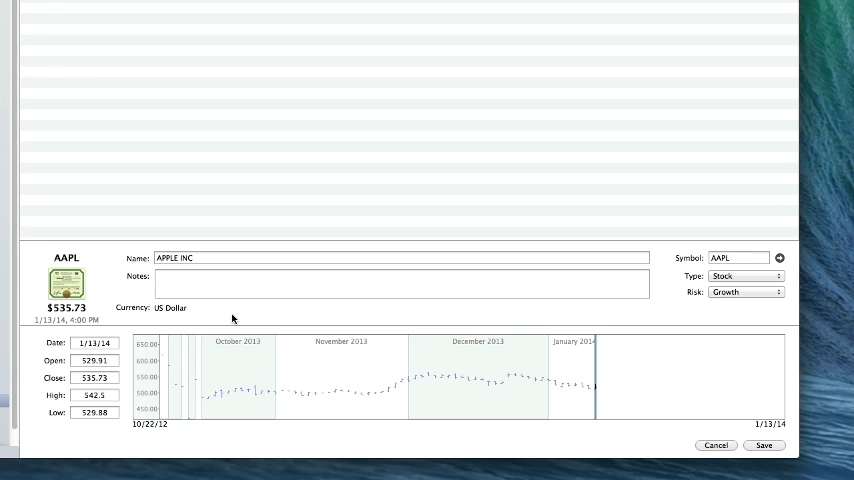 AAPL
$535.73
1/13/14, 4:00 PM
Name: APPLE INC
Notes:
Currency: US Dollar
Symbol: AAPL
Type: Stock
Risk: Growth
Date: 1/13/14
Open: 529.91
Close: 535.73
High: 542.5
Low: 529.88
October 2013 November 2013 December 2013 January 2014
650.00
600.00
550.00
500.00
450.00
10/22/12 1/13/14
Cancel Save